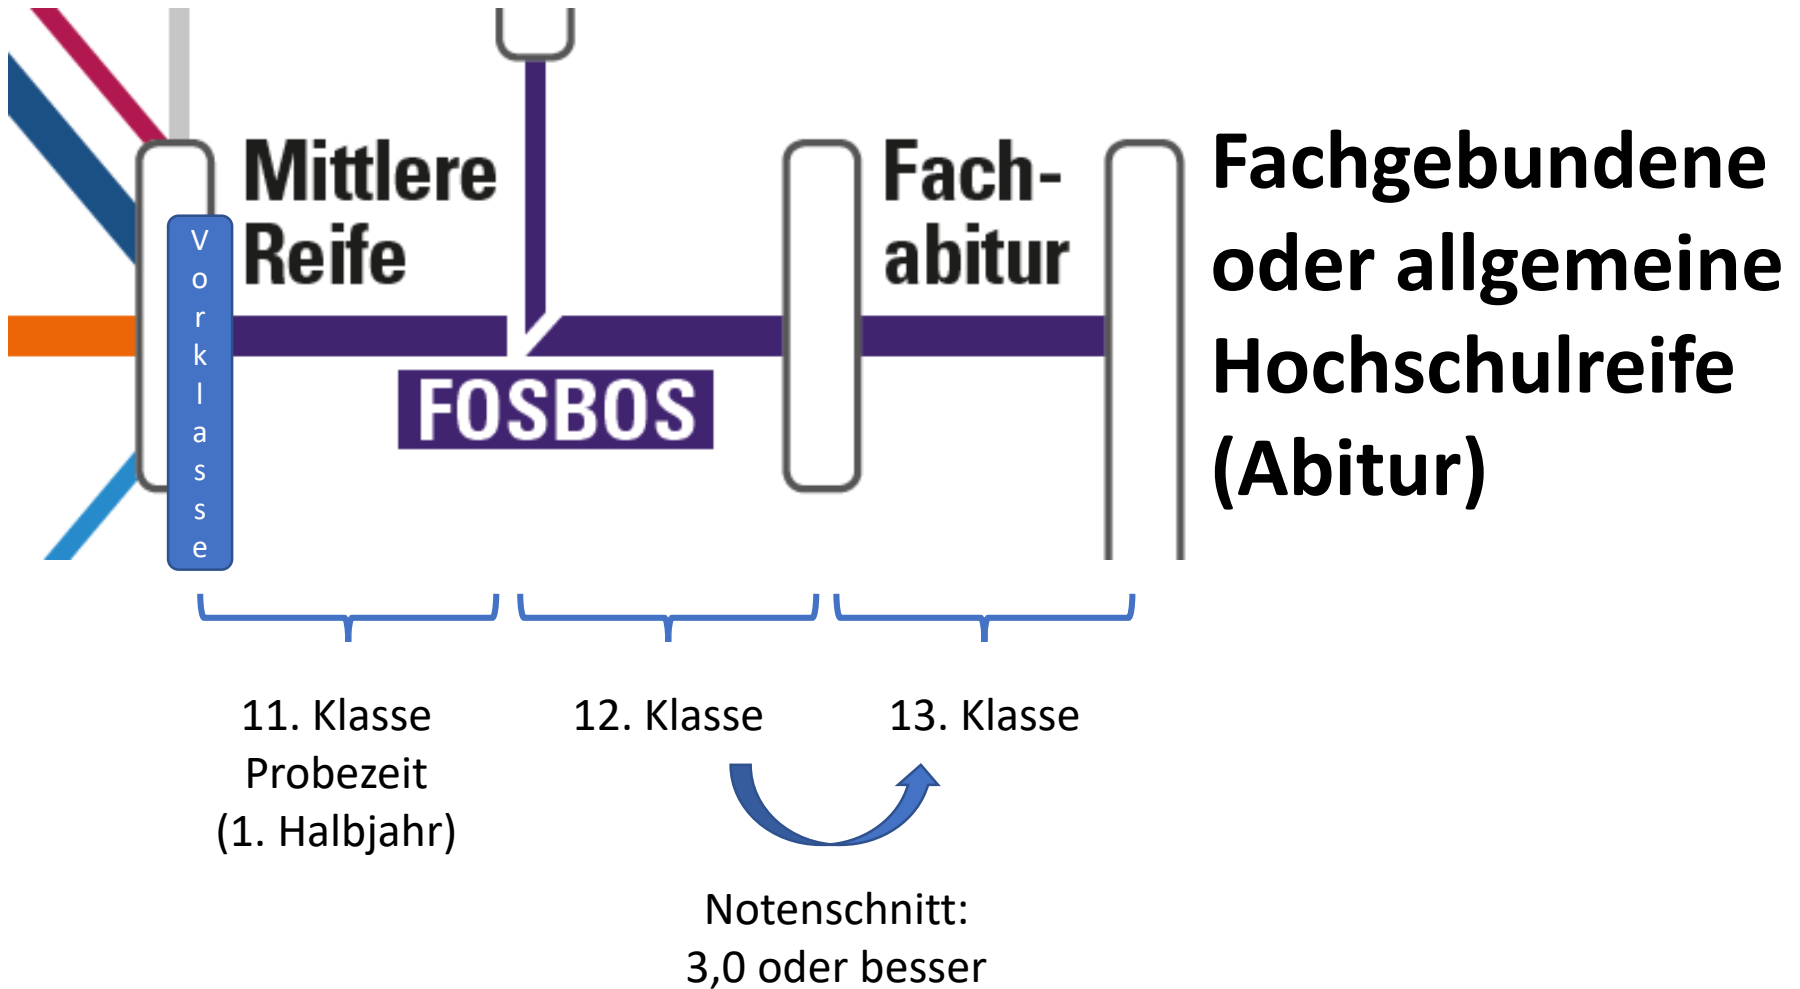 Mittlere
Reife
Fach-
abitur
Fachgebundene
oder allgemeine
Hochschulreife
(Abitur)
Vorklasse
FOSBOS
11. Klasse
Probezeit
(1. Halbjahr)
12. Klasse
13. Klasse
Notenschnitt:
3,0 oder besser